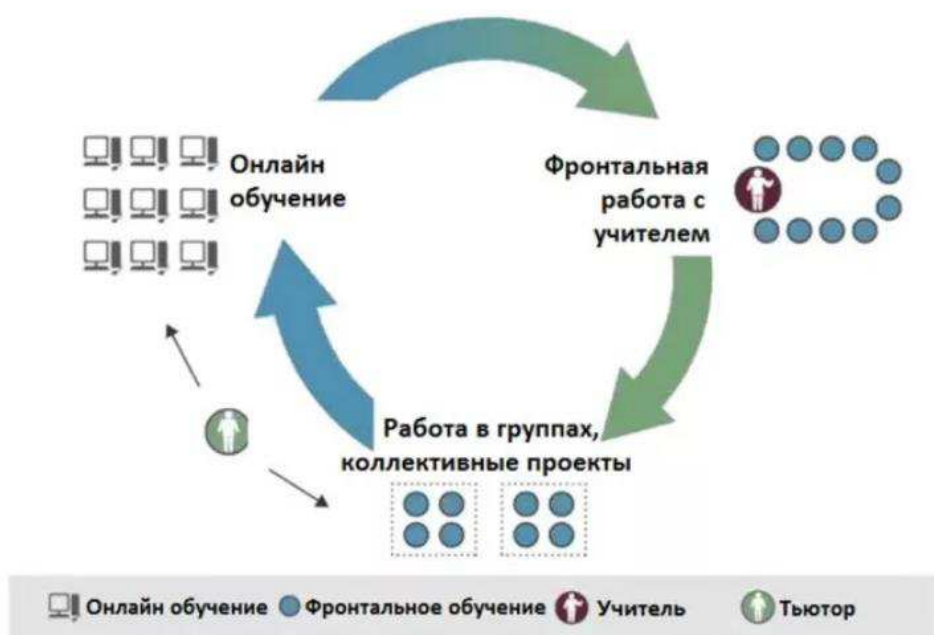 Онлайн
обучение
Фронтальная
работа с
учителем
Работа в группах,
коллективные проекты
Онлайн обучение Фронтальное обучение Учитель Тьютор